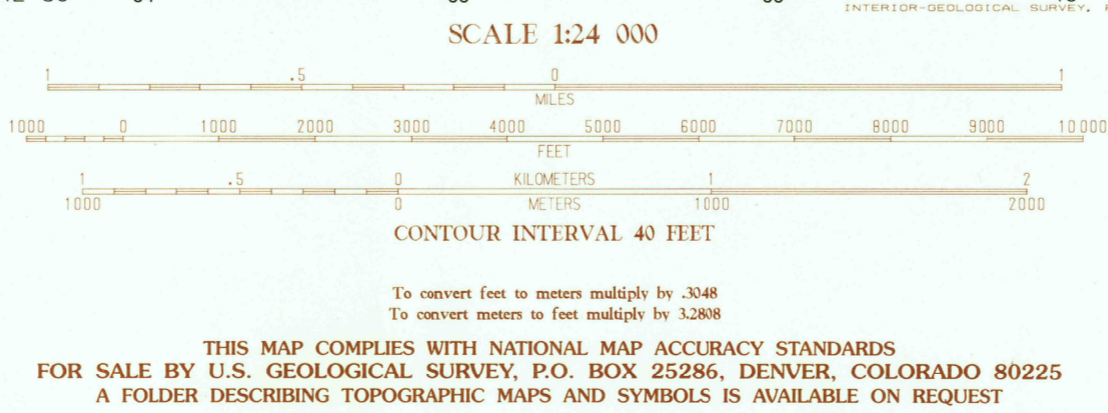 INTERIOR-GEOLOGICAL SURVEY,
SCALE 1:24 000
1 .5 0 1
MILES
1000 0 1000 2000 3000 4000 5000 6000 7000 8000 9000 10 000
FEET
1 .5 0 KILOMETERS 1 2
1000 0 METERS 1000 2000
CONTOUR INTERVAL 40 FEET
To convert feet to meters multiply by .3048
To convert meters to feet multiply by 3.2808
THIS MAP COMPLIES WITH NATIONAL MAP ACCURACY STANDARDS
FOR SALE BY U.S. GEOLOGICAL SURVEY, P.O. BOX 25286, DENVER, COLORADO 80225
A FOLDER DESCRIBING TOPOGRAPHIC MAPS AND SYMBOLS IS AVAILABLE ON REQUEST